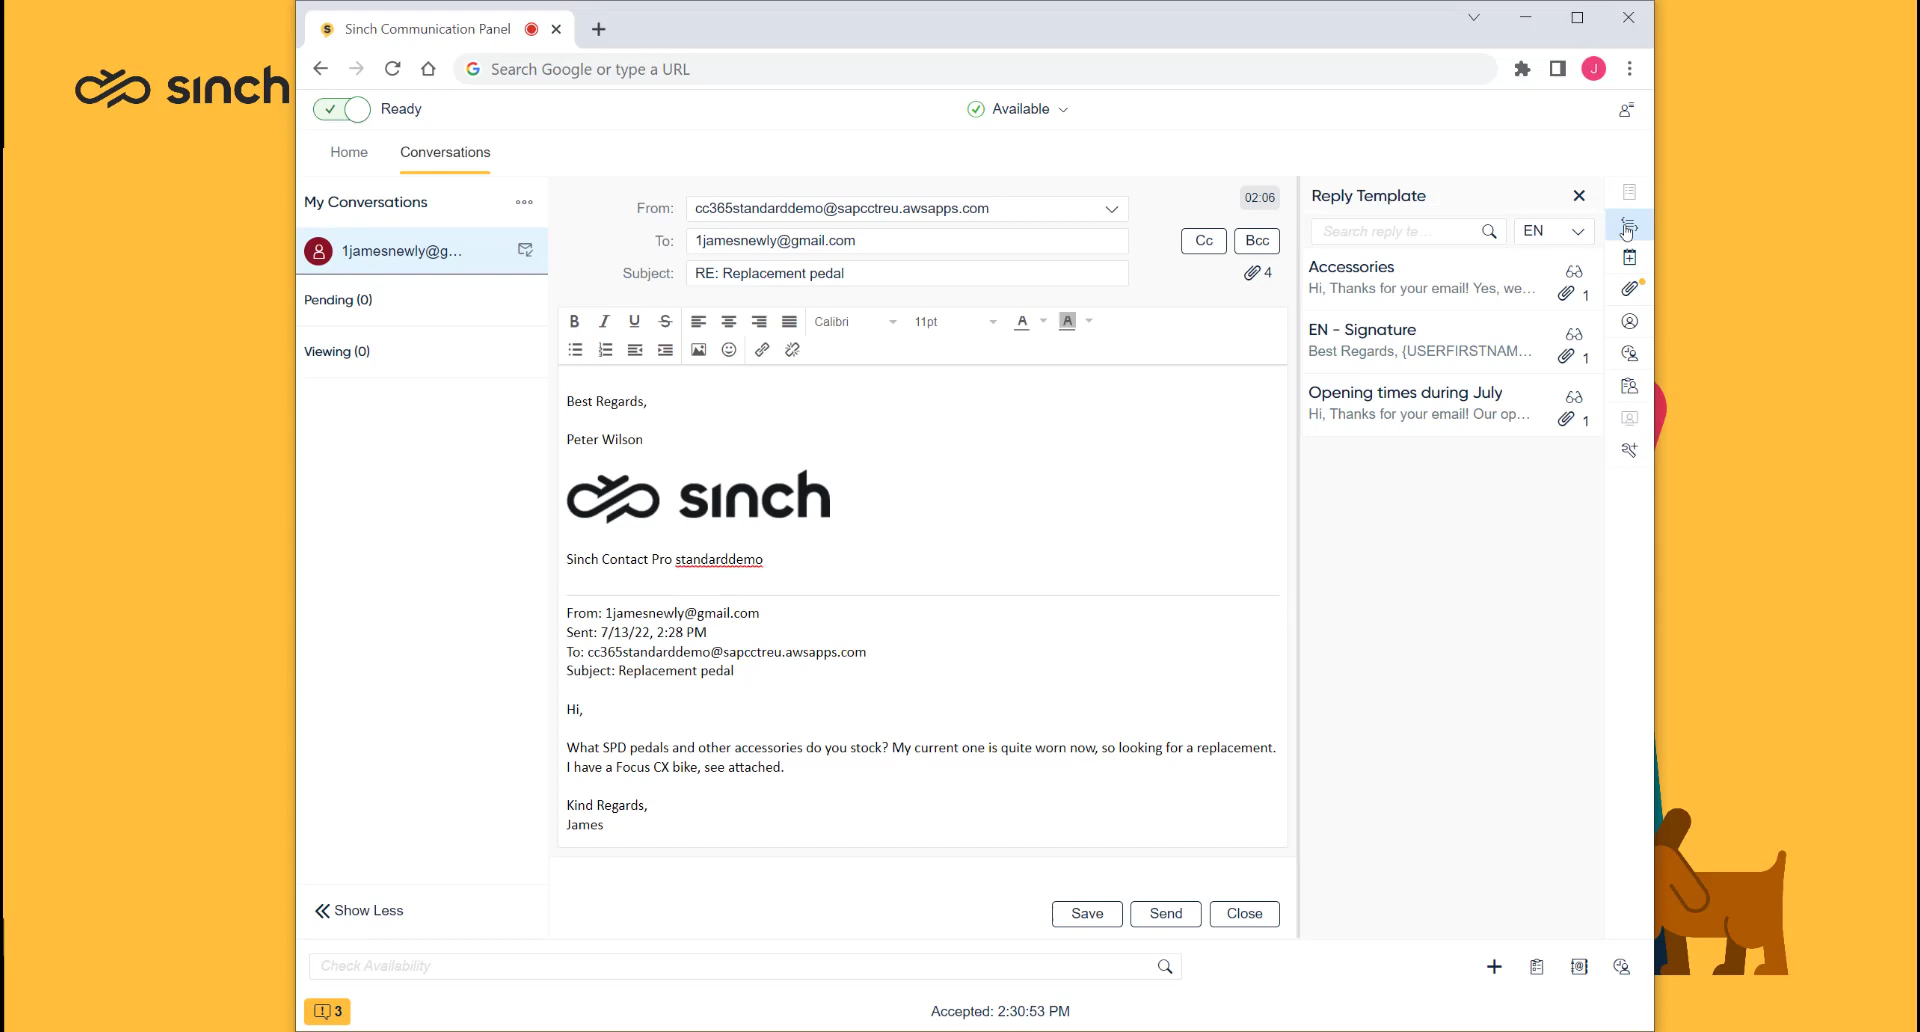 sinch
Sinch Communication Panel
Search Google or type a URL
J
Ready
Available
Home
Conversations
My Conversations
1jamesnewly@g...
Pending (0)
Viewing (0)
From:
cc365standarddemo@sapcctreu.awsapps.com
02:06
To:
1jamesnewly@gmail.com
Cc
Bcc
Subject:
RE: Replacement pedal
4
B I U S
Calibri
11pt
A
A
Best Regards,
Peter Wilson
sinch
Sinch Contact Pro standarddemo
From: 1jamesnewly@gmail.com
Sent: 7/13/22, 2:28 PM
To: cc365standarddemo@sapcctreu.awsapps.com
Subject: Replacement pedal
Hi,
What SPD pedals and other accessories do you stock? My current one is quite worn now, so looking for a replacement.
I have a Focus CX bike, see attached.
Kind Regards,
James
Save
Send
Close
Reply Template
Search reply te...
EN
Accessories
Hi, Thanks for your email! Yes, we...
1
EN - Signature
Best Regards, {USERFIRSTNAM...
1
Opening times during July
Hi, Thanks for your email! Our op...
1
Show Less
Check Availability
3
Accepted: 2:30:53 PM